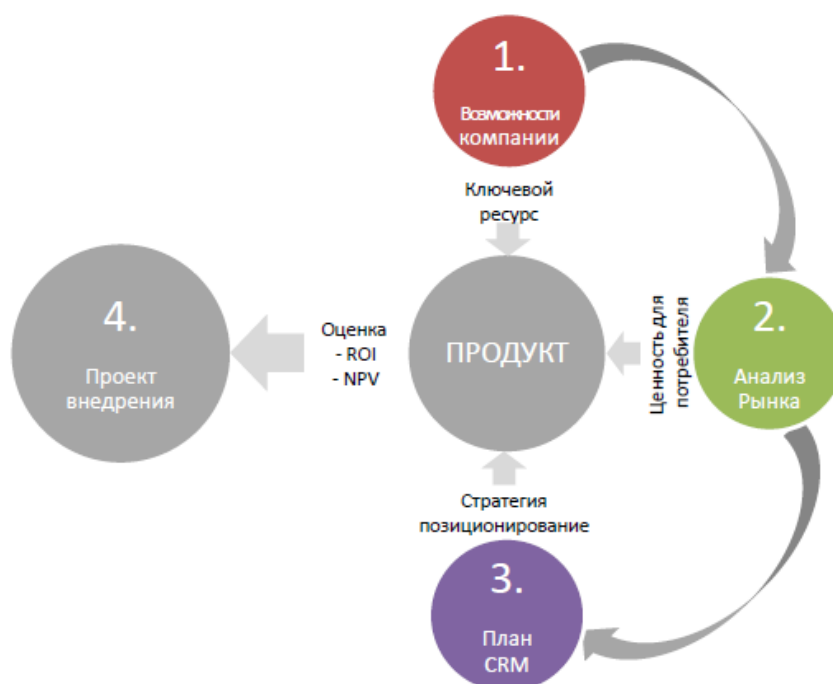 1.
Возможности
компании
Ключевой
ресурс
4.
Проект
внедрения
Оценка
- ROI
- NPV
ПРОДУКТ
Ценность для
потребителя
2.
Анализ
Рынка
Стратегия
позиционирование
3.
План
CRM